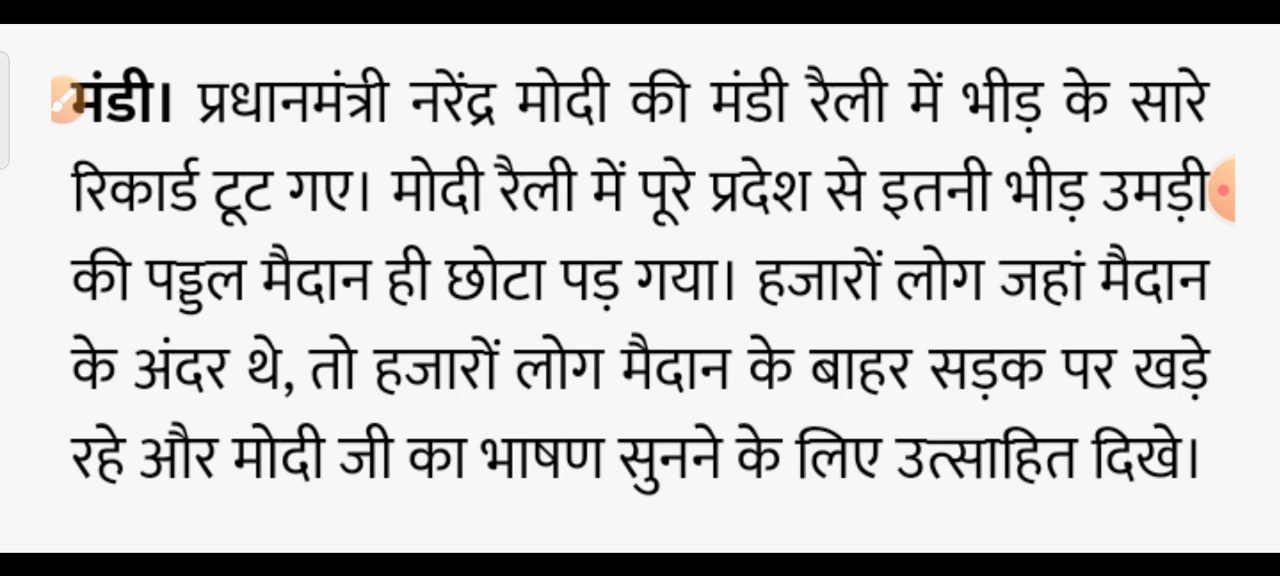 मंडी। प्रधानमंत्री नरेंद्र मोदी की मंडी रैली में भीड़ के सारे
रिकार्ड टूट गए। मोदी रैली में पूरे प्रदेश से इतनी भीड़ उमड़ी
की पड्डल मैदान ही छोटा पड़ गया। हजारों लोग जहां मैदान
के अंदर थे, तो हजारों लोग मैदान के बाहर सड़क पर खड़े
रहे और मोदी जी का भाषण सुनने के लिए उत्साहित दिखे।